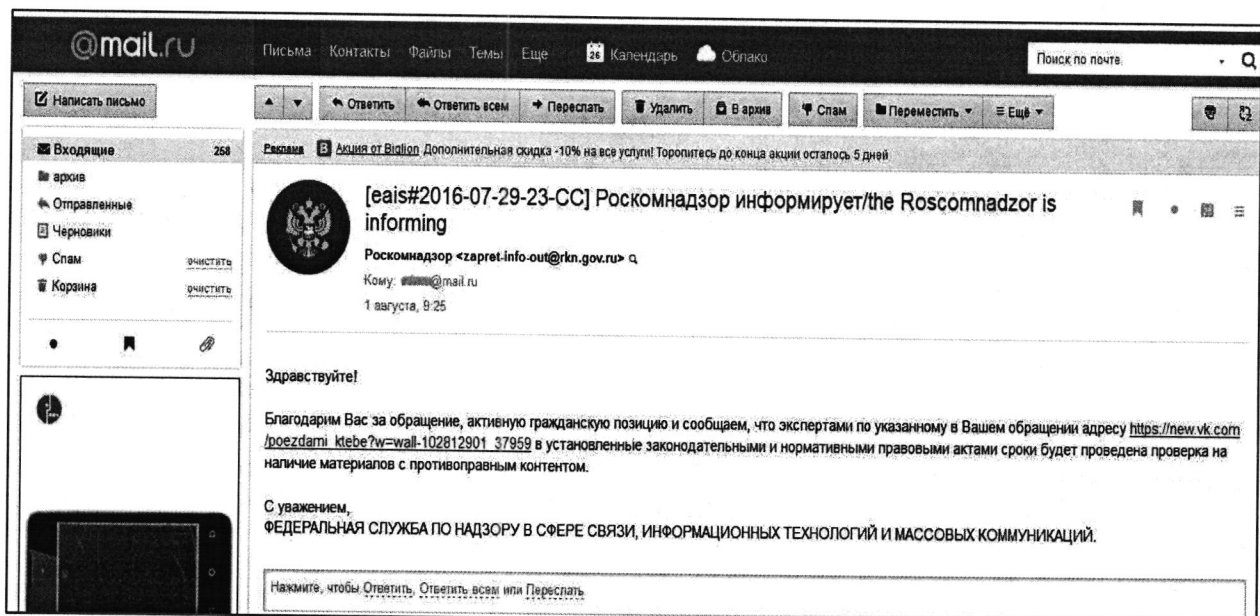 @mail.ru
Письма Контакты Файлы Темы Еще 26 Календарь Облако
Поиск по почте
Написать письмо
Ответить Ответить всем Переслать Удалить В архив Спам Переместить Ещё
Входящие 258
архив
Отправленные
Черновики
Спам очистить
Корзина очистить
Реклама B Акция от Biglion Дополнительная скидка -10% на все услуги! Торопитесь до конца акции осталось 5 дней
[eais#2016-07-29-23-CC] Роскомнадзор информирует/the Roscomnadzor is
informing
Роскомнадзор <zapret-info-out@rkn.gov.ru>
Кому: @mail.ru
1 августа, 9:25
Здравствуйте!
Благодарим Вас за обращение, активную гражданскую позицию и сообщаем, что экспертами по указанному в Вашем обращении адресу https://new.vk.com
/poezdami_ktebe?w=wall-102812901_37959 в установленные законодательными и нормативными правовыми актами сроки будет проведена проверка на
наличие материалов с противоправным контентом.
С уважением,
ФЕДЕРАЛЬНАЯ СЛУЖБА ПО НАДЗОРУ В СФЕРЕ СВЯЗИ, ИНФОРМАЦИОННЫХ ТЕХНОЛОГИЙ И МАССОВЫХ КОММУНИКАЦИЙ.
Нажмите, чтобы Ответить, Ответить всем или Переслать